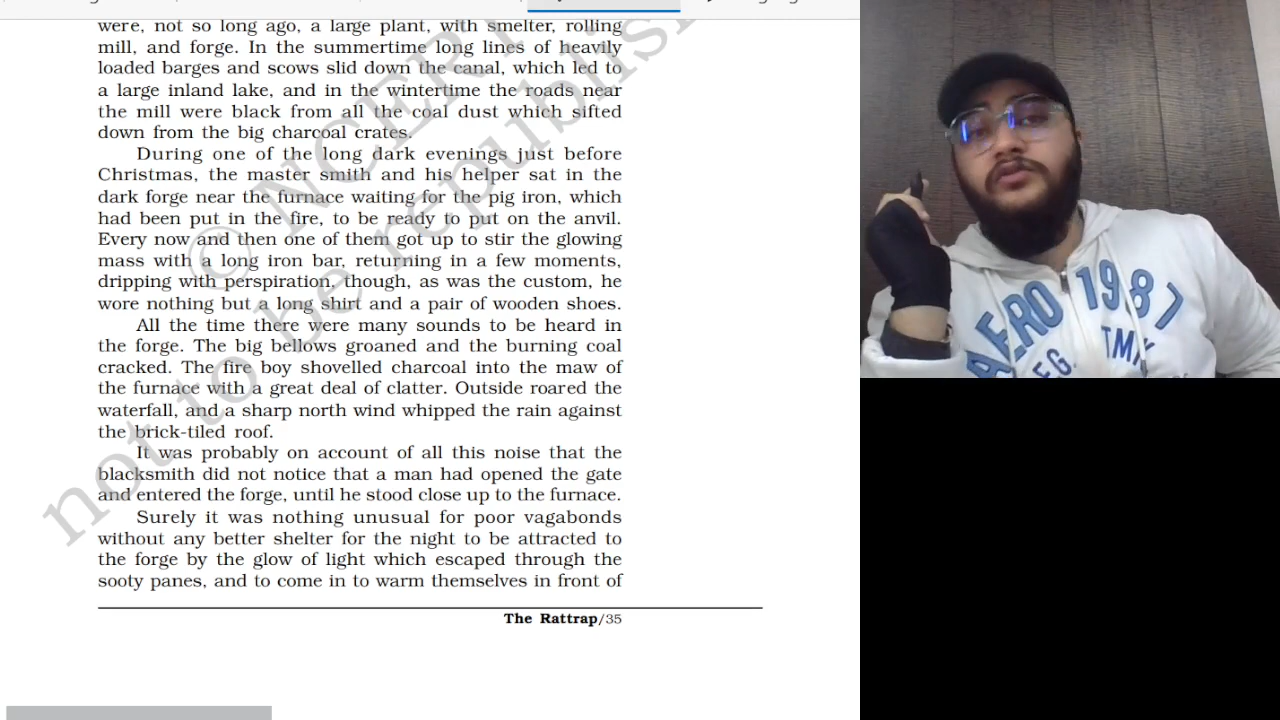 were, not so long ago, a large plant, with smelter, rolling
mill, and forge. In the summertime long lines of heavily
loaded barges and scows slid down the canal, which led to
a large inland lake, and in the wintertime the roads near
the mill were black from all the coal dust which sifted
down from the big charcoal crates.
During one of the long dark evenings just before
Christmas, the master smith and his helper sat in the
dark forge near the furnace waiting for the pig iron, which
had been put in the fire, to be ready to put on the anvil.
Every now and then one of them got up to stir the glowing
mass with a long iron bar, returning in a few moments,
dripping with perspiration, though, as was the custom, he
wore nothing but a long shirt and a pair of wooden shoes.
All the time there were many sounds to be heard in
the forge. The big bellows groaned and the burning coal
cracked. The fire boy shovelled charcoal into the maw of
the furnace with a great deal of clatter. Outside roared the
waterfall, and a sharp north wind whipped the rain against
the brick-tiled roof.
It was probably on account of all this noise that the
blacksmith did not notice that a man had opened the gate
and entered the forge, until he stood close up to the furnace.
Surely it was nothing unusual for poor vagabonds
without any better shelter for the night to be attracted to
the forge by the glow of light which escaped through the
sooty panes, and to come in to warm themselves in front of
The Rattrap/35
© NCERT
not to be republis
AERO 1987